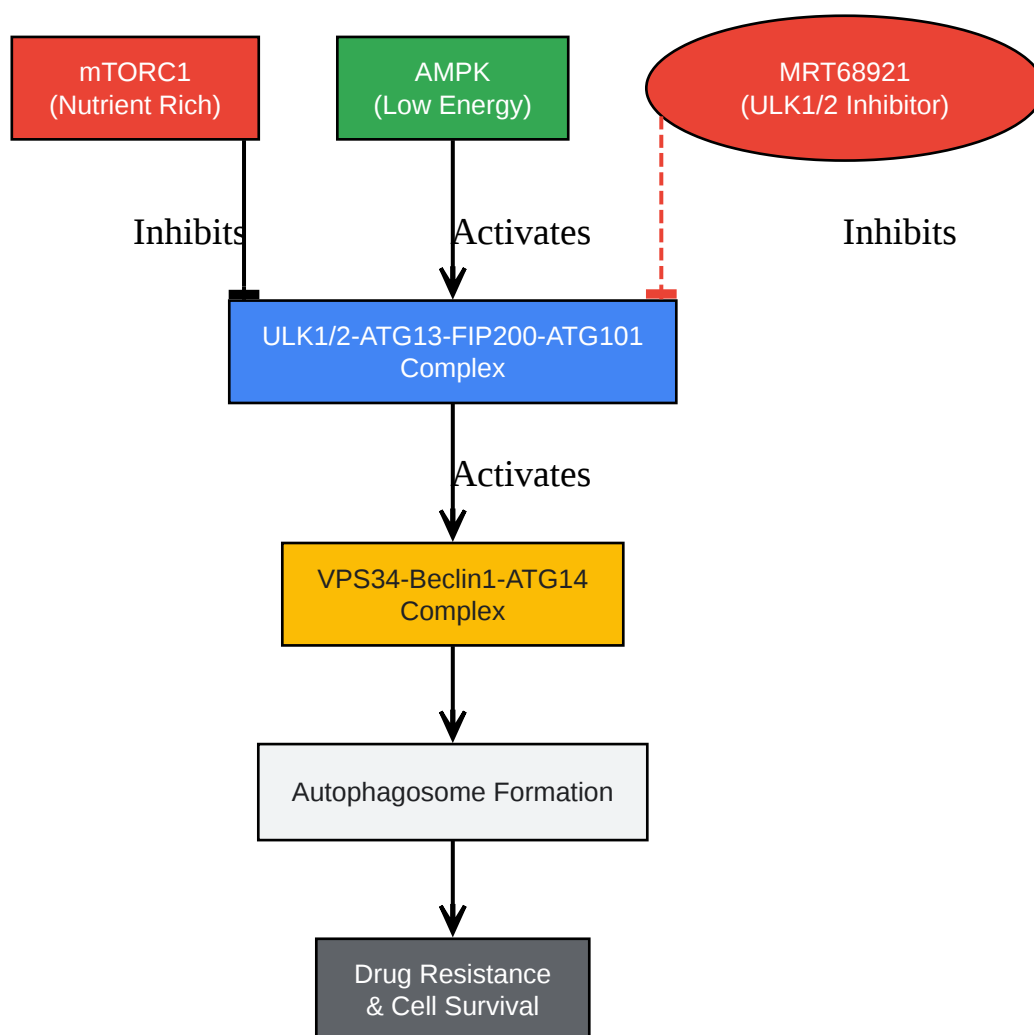 mTORC1
(Nutrient Rich)
AMPK
(Low Energy)
MRT68921
(ULK1/2 Inhibitor)
Inhibits
Activates
Inhibits
ULK1/2-ATG13-FIP200-ATG101
Complex
Activates
VPS34-Beclin1-ATG14
Complex
Autophagosome Formation
Drug Resistance
& Cell Survival